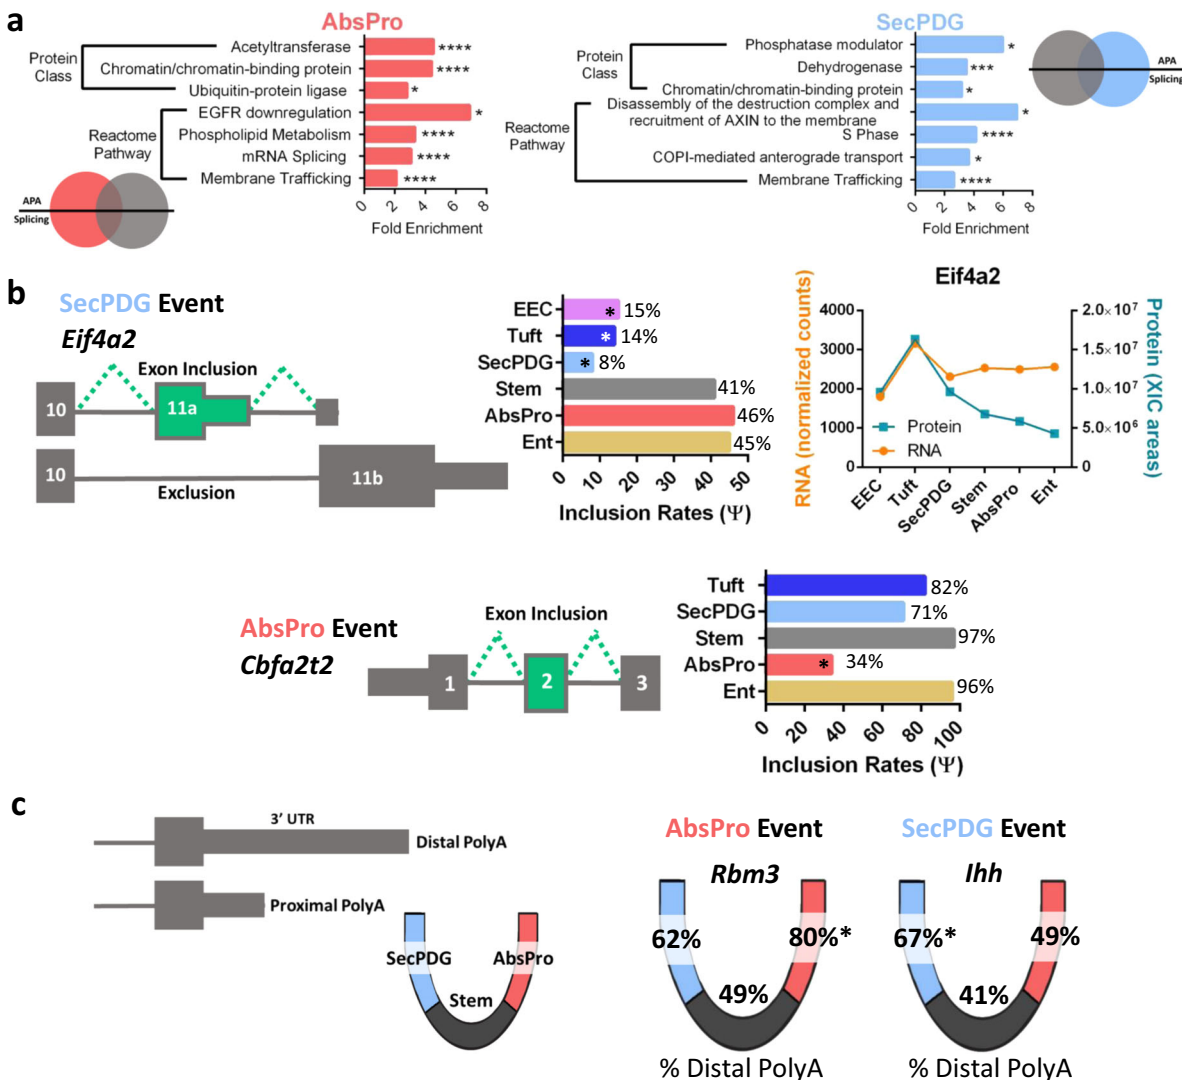 a
AbsPro
Protein
Class
Acetyltransferase
Chromatin/chromatin-binding protein
Ubiquitin-protein ligase
Reactome
Pathway
EGFR downregulation
Phospholipid Metabolism
mRNA Splicing
Membrane Trafficking
****
****
*
*
****
****
****
0 2 4 6 8
Fold Enrichment
APA
Splicing
SecPDG
Protein
Class
Phosphatase modulator
Dehydrogenase
Chromatin/chromatin-binding protein
Reactome
Pathway
Disassembly of the destruction complex and
recruitment of AXIN to the membrane
S Phase
COPI-mediated anterograde transport
Membrane Trafficking
*
***
*
*
****
*
****
0 2 4 6 8
Fold Enrichment
APA
Splicing
b
SecPDG Event
Eif4a2
Exon Inclusion
10
11a
10
11b
Exclusion
EEC * 15%
Tuft * 14%
SecPDG * 8%
Stem 41%
AbsPro 46%
Ent 45%
0 10 20 30 40 50
Inclusion Rates (Ψ)
Eif4a2
RNA (normalized counts)
4000
3000
2000
1000
0
Protein
RNA
2.0×10⁷
1.5×10⁷
1.0×10⁷
5.0×10⁶
0
Protein (XIC areas)
EEC Tuft SecPDG Stem AbsPro Ent
AbsPro Event
Cbfa2t2
Exon Inclusion
1 2 3
Tuft 82%
SecPDG 71%
Stem 97%
AbsPro * 34%
Ent 96%
0 20 40 60 80 100
Inclusion Rates (Ψ)
c
3' UTR
Distal PolyA
Proximal PolyA
SecPDG AbsPro
Stem
AbsPro Event
Rbm3
62% 80%*
49%
% Distal PolyA
SecPDG Event
Ihh
67%* 49%
41%
% Distal PolyA